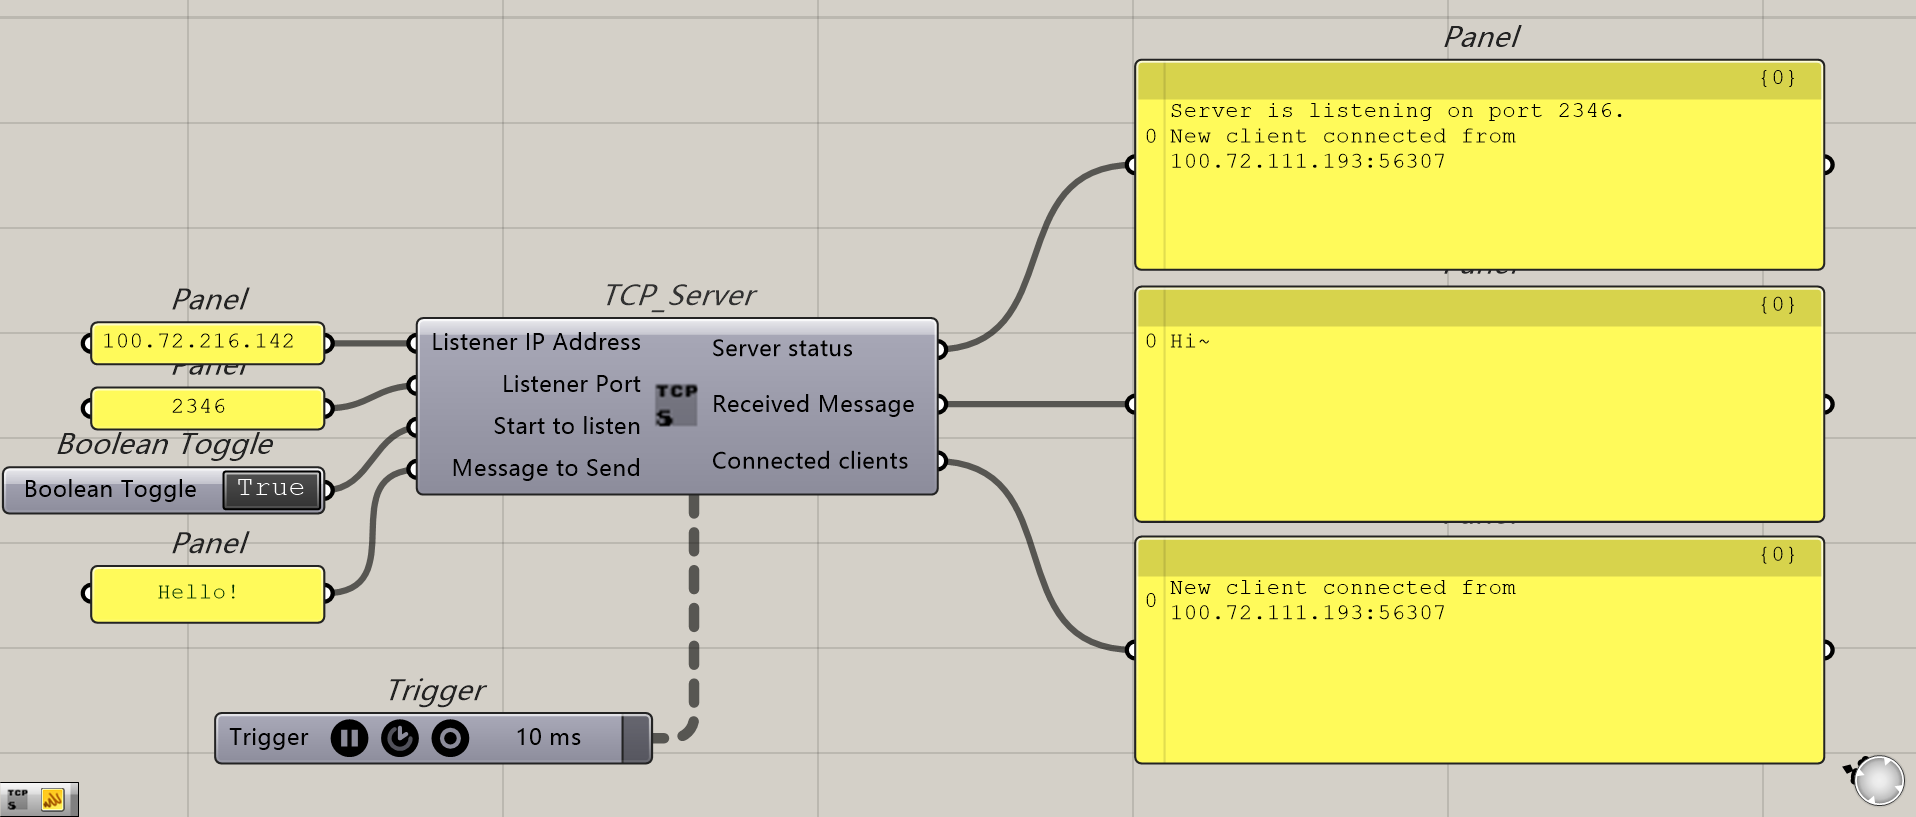 Panel
{0}
Server is listening on port 2346.
0 New client connected from
100.72.111.193:56307
Panel
{0}
0 Hi~
{0}
New client connected from
0
100.72.111.193:56307
Panel
100.72.216.142
Panel
2346
Boolean Toggle
Boolean Toggle True
Panel
Hello!
TCP_Server
Listener IP Address
Listener Port
Start to listen
Message to Send
TCP
S
Server status
Received Message
Connected clients
Trigger
Trigger 10 ms
TCP
S